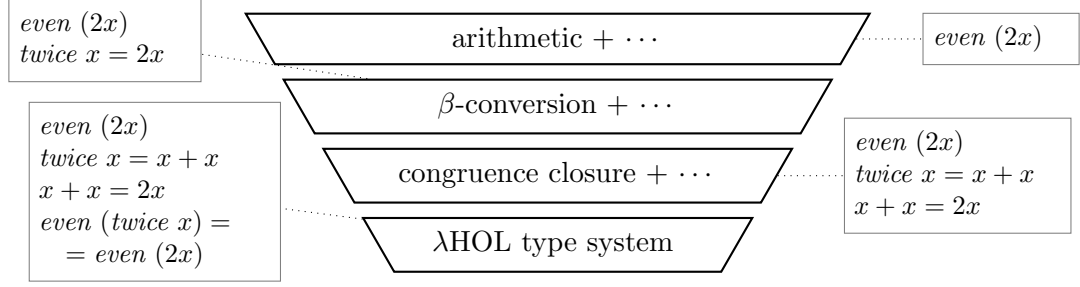 even (2x)
twice x = 2x
arithmetic + ⋯
even (2x)
β-conversion + ⋯
even (2x)
twice x = x + x
x + x = 2x
even (twice x) =
= even (2x)
congruence closure + ⋯
even (2x)
twice x = x + x
x + x = 2x
λHOL type system